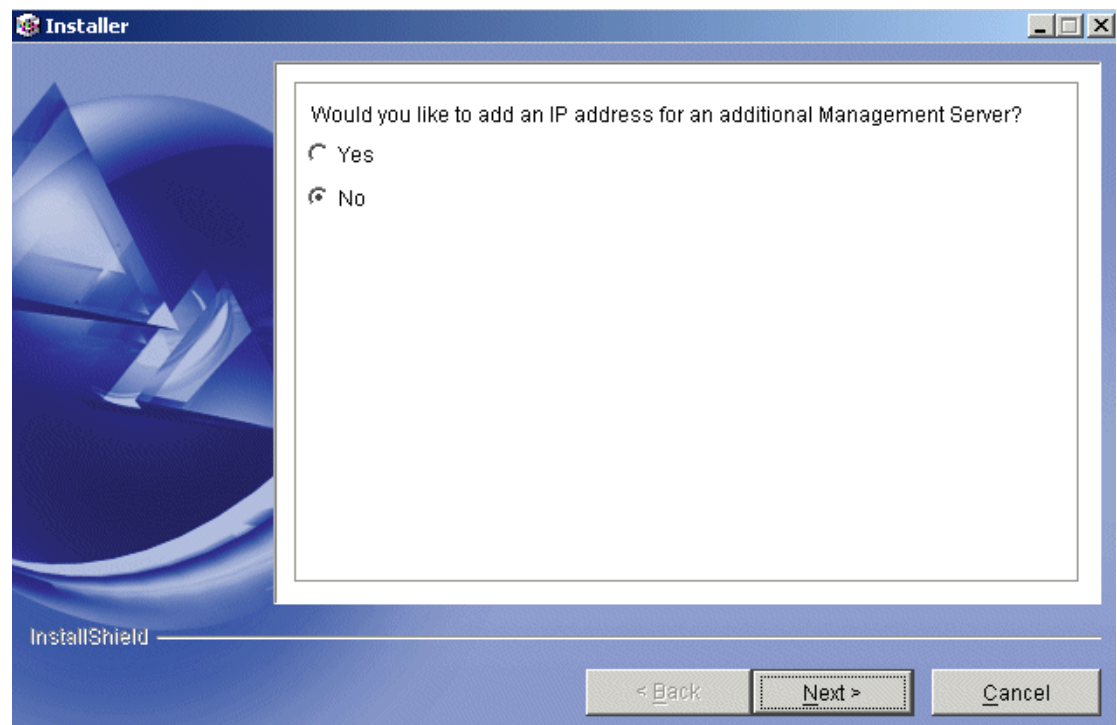 Installer
Would you like to add an IP address for an additional Management Server?
Yes
No
InstallShield
< Back
Next >
Cancel